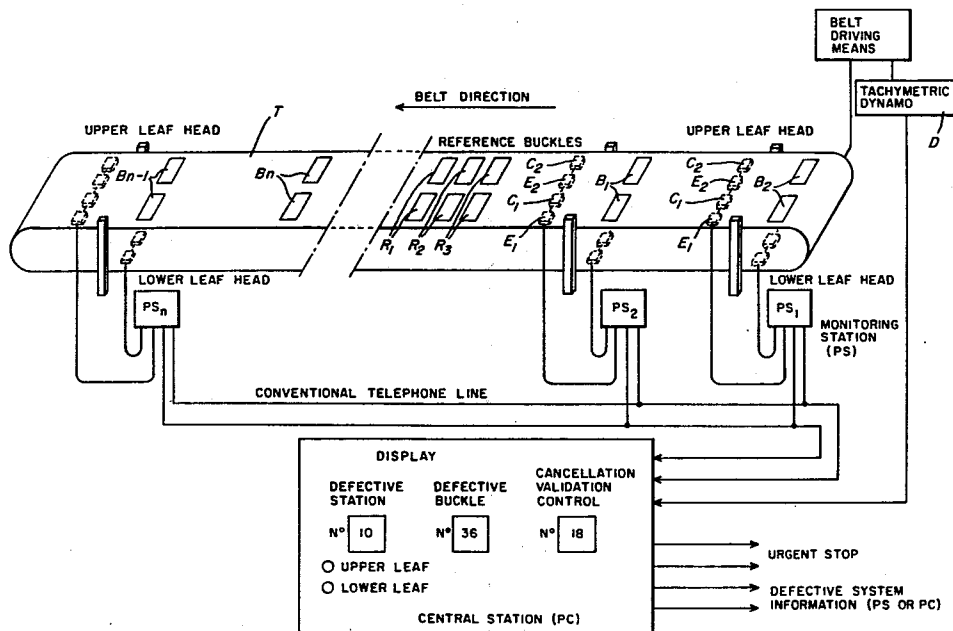 BELT
DRIVING
MEANS
TACHYMETRIC
DYNAMO
D
BELT DIRECTION
T
UPPER LEAF HEAD
REFERENCE BUCKLES
UPPER LEAF HEAD
Bn-1
Bn
C2
E2
C1
E1
B1
C2
E2
C1
E1
B2
R1
R2
R3
LOWER LEAF HEAD
LOWER LEAF HEAD
PSn
PS2
PS1
MONITORING
STATION
(PS)
CONVENTIONAL TELEPHONE LINE
DISPLAY
DEFECTIVE
STATION
N° 10
DEFECTIVE
BUCKLE
N° 36
CANCELLATION
VALIDATION
CONTROL
N° 18
UPPER LEAF
LOWER LEAF
CENTRAL STATION (PC)
URGENT STOP
DEFECTIVE SYSTEM
INFORMATION (PS OR PC)